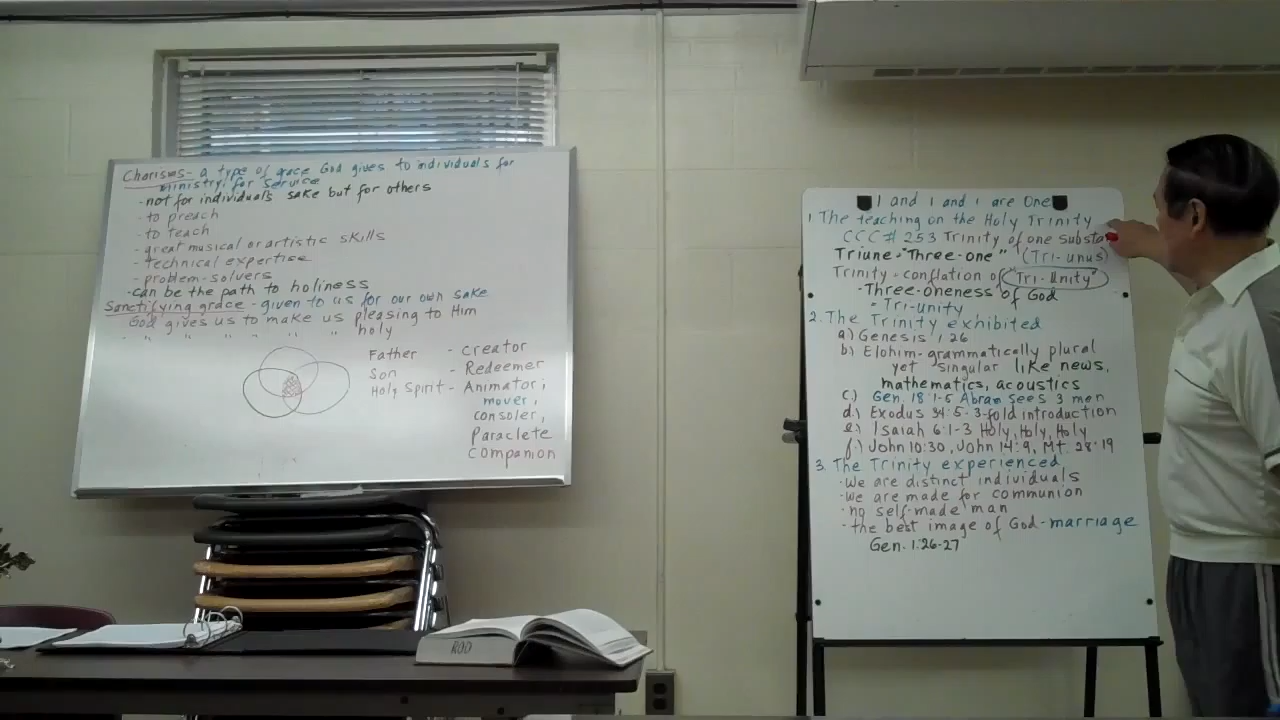 Charisms - a type of grace God gives to individuals for
ministry, for service
- not for individuals sake but for others
- to preach
- to teach
- great musical or artistic skills
- technical expertise
- problem-solvers
- can be the path to holiness
Sanctifying grace - given to us for our own sake
God gives us to make us pleasing to Him
" " " " " " holy
Father - Creator
Son - Redeemer
Holy Spirit - Animator,
mover,
consoler,
Paraclete
companion
ROD
1 and 1 and 1 are One
1. The teaching on the Holy Trinity
CCC# 253 Trinity of one Substa
Triune = "Three-one" (Tri-unus)
Trinity - conflation of "Tri-Unity"
- Three-oneness of God
= Tri-unity
2. The Trinity exhibited
a) Genesis 1,26
b) Elohim - grammatically plural
yet singular like news,
mathematics, acoustics
c.) Gen. 18:1-5 Abram sees 3 men
d.) Exodus 34:5 - 3-fold introduction
e.) Isaiah 6:1-3 Holy, Holy, Holy
f.) John 10:30, John 14:9, Mt. 28:19
3. The Trinity experienced
- we are distinct individuals
- we are made for communion
- no self-made man
- the best image of God - marriage
Gen. 1:26-27